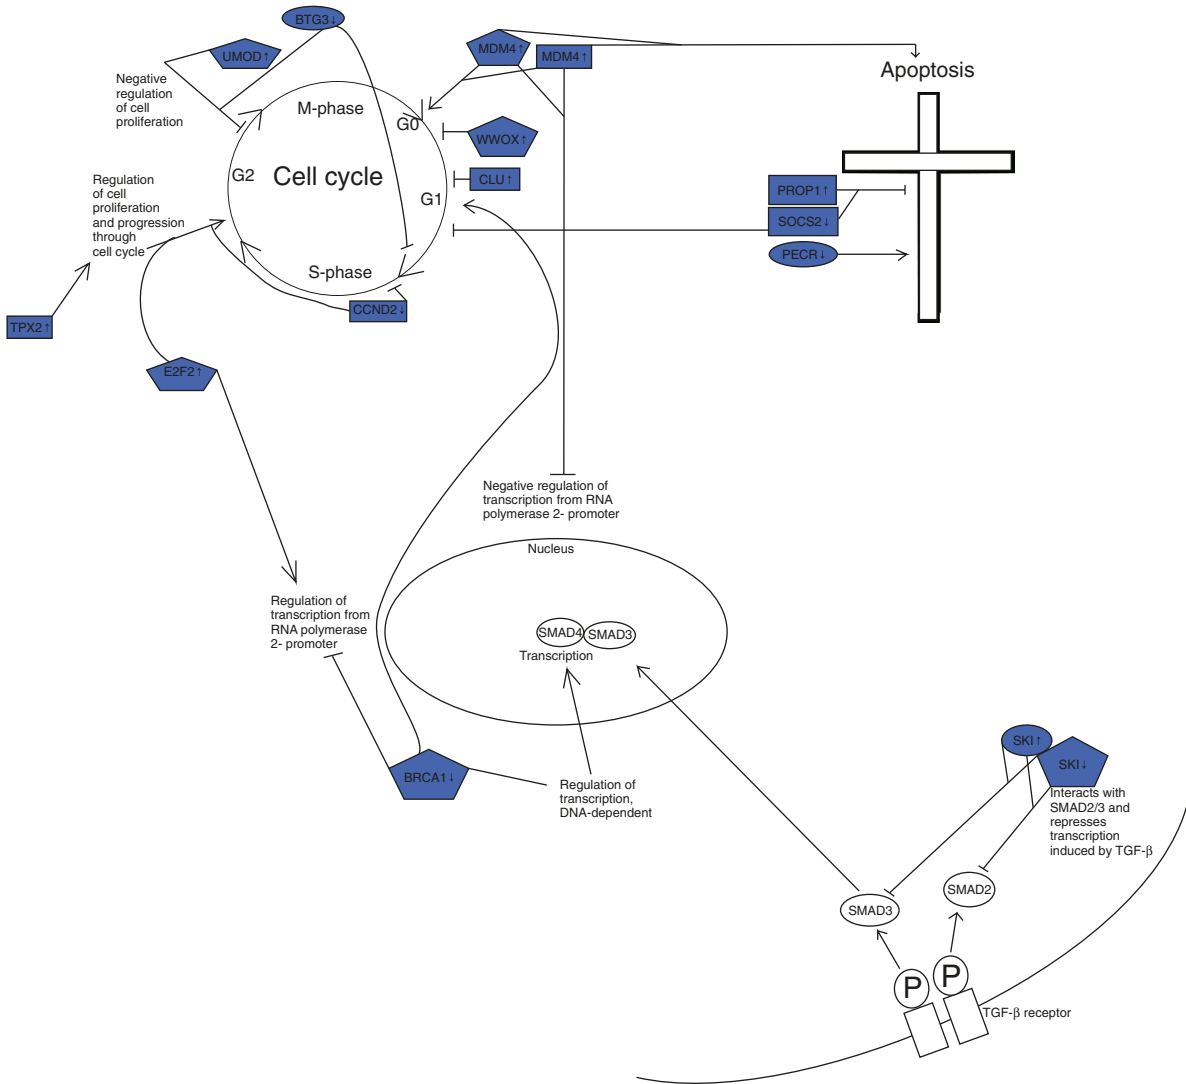 BTG3↓
UMOD↑
MDM4↑
MDM4↑
Apoptosis
Negative
regulation
of cell
proliferation
M-phase
G0
WWOX↑
Cell cycle
G2
G1
CLU↑
PROP1↑
SOCS2↓
PECR↓
Regulation
of cell
proliferation
and progression
through
cell cycle
S-phase
CCND2↓
TPX2↑
E2F2↑
Negative regulation of
transcription from RNA
polymerase 2- promoter
Nucleus
Regulation of
transcription from
RNA polymerase
2- promoter
SMAD4
SMAD3
Transcription
BRCA1↓
Regulation of
transcription,
DNA-dependent
SKI↑
SKI↓
Interacts with
SMAD2/3 and
represses
transcription
induced by TGF-β
SMAD2
SMAD3
P
P
TGF-β receptor